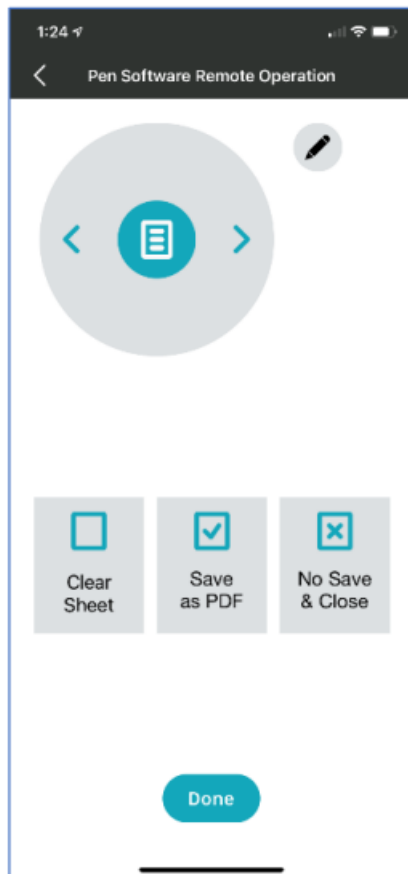 1:24
Pen Software Remote Operation
Clear
Sheet
Save
as PDF
No Save
& Close
Done